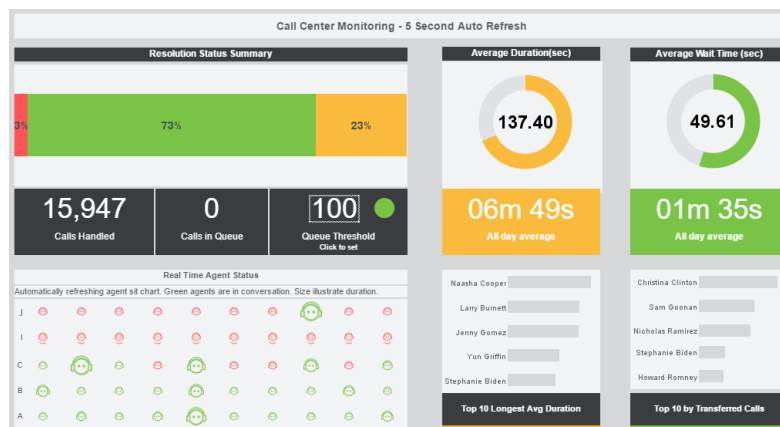 Call Center Monitoring - 5 Second Auto Refresh
Resolution Status Summary
3%
73%
23%
15,947
Calls Handled
0
Calls in Queue
100
Queue Threshold
Click to set
Average Duration(sec)
137.40
06m 49s
All day average
Average Wait Time (sec)
49.61
01m 35s
All day average
Real Time Agent Status
Automatically refreshing agent sit chart. Green agents are in conversation. Size illustrate duration.
J
I
C
B
A
Naasha Cooper
Larry Burnett
Jenny Gomez
Yun Griffin
Stephanie Biden
Top 10 Longest Avg Duration
Christina Clinton
Sam Goonan
Nicholas Ramirez
Stephanie Biden
Howard Romney
Top 10 by Transferred Calls